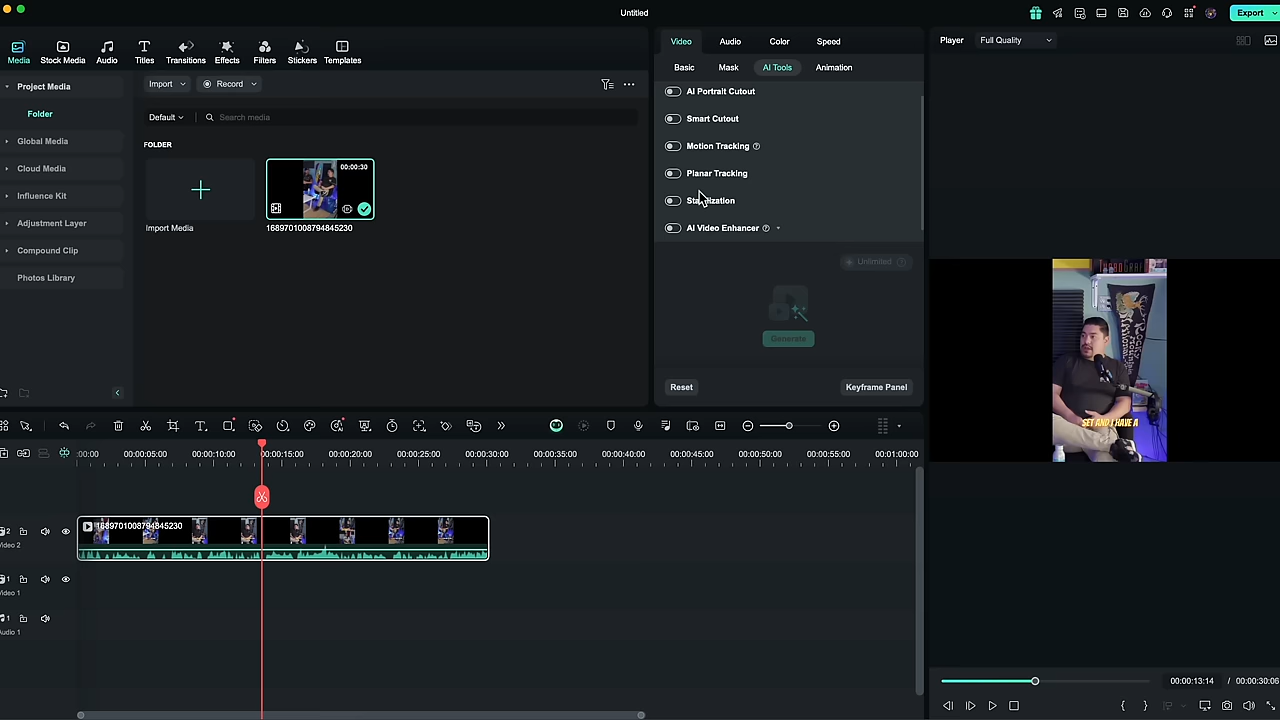 Untitled
Export
Media
Stock Media
Audio
Titles
Transitions
Effects
Filters
Stickers
Templates
Project Media
Folder
Global Media
Cloud Media
Influence Kit
Adjustment Layer
Compound Clip
Photos Library
Import
Record
Default
Search media
FOLDER
Import Media
00:00:30
1689701008794845230
Video
Audio
Color
Speed
Basic
Mask
AI Tools
Animation
AI Portrait Cutout
Smart Cutout
Motion Tracking
Planar Tracking
Stabilization
AI Video Enhancer
Unlimited
Generate
Reset
Keyframe Panel
Player
Full Quality
SET AND I HAVE A
00:00:13:14 / 00:00:30:06
:00:00
00:00:05:00
00:00:10:00
00:00:15:00
00:00:20:00
00:00:25:00
00:00:30:00
00:00:35:00
00:00:40:00
00:00:45:00
00:00:50:00
00:00:55:00
00:01:00:00
1689701008794845230
2
Video 2
1
Video 1
1
Audio 1